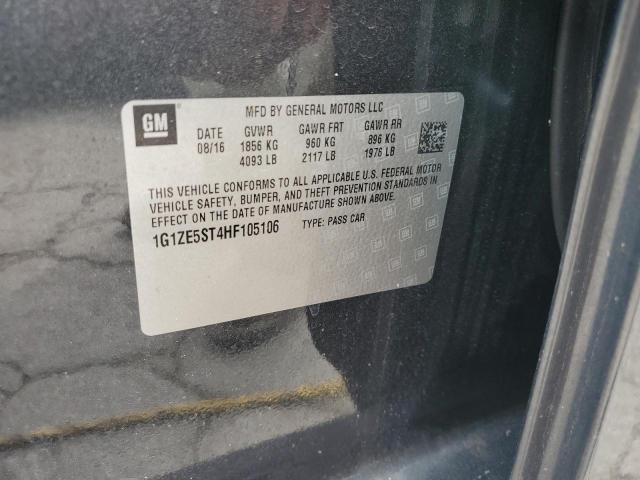 GM
MFD BY GENERAL MOTORS LLC
DATE GVWR GAWR FRT GAWR RR
08/16 1856 KG 960 KG 896 KG
4093 LB 2117 LB 1976 LB
THIS VEHICLE CONFORMS TO ALL APPLICABLE U.S. FEDERAL MOTOR
VEHICLE SAFETY, BUMPER, AND THEFT PREVENTION STANDARDS IN
EFFECT ON THE DATE OF MANUFACTURE SHOWN ABOVE.
1G1ZE5ST4HF105106 TYPE: PASS CAR